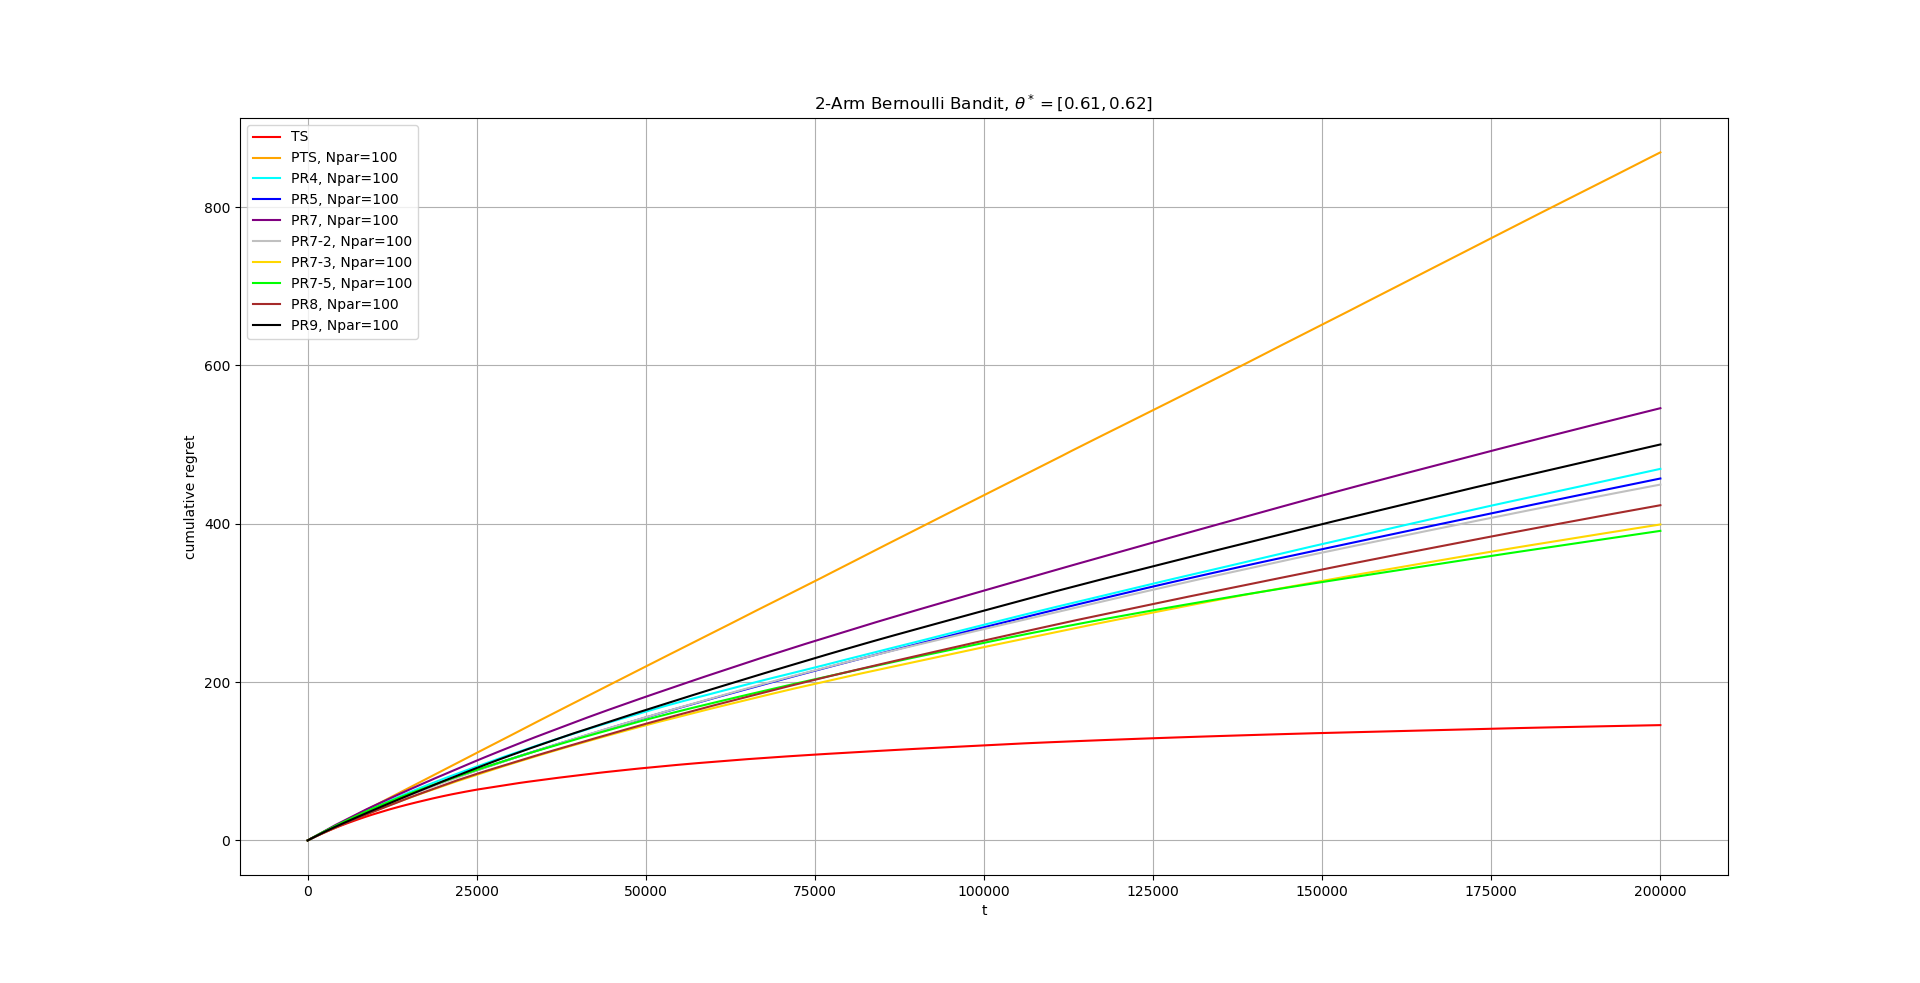 2-Arm Bernoulli Bandit, θ* = [0.61, 0.62]
TS
PTS, Npar=100
PR4, Npar=100
PR5, Npar=100
PR7, Npar=100
PR7-2, Npar=100
PR7-3, Npar=100
PR7-5, Npar=100
PR8, Npar=100
PR9, Npar=100
cumulative regret
800
600
400
200
0
0 25000 50000 75000 100000 125000 150000 175000 200000
t